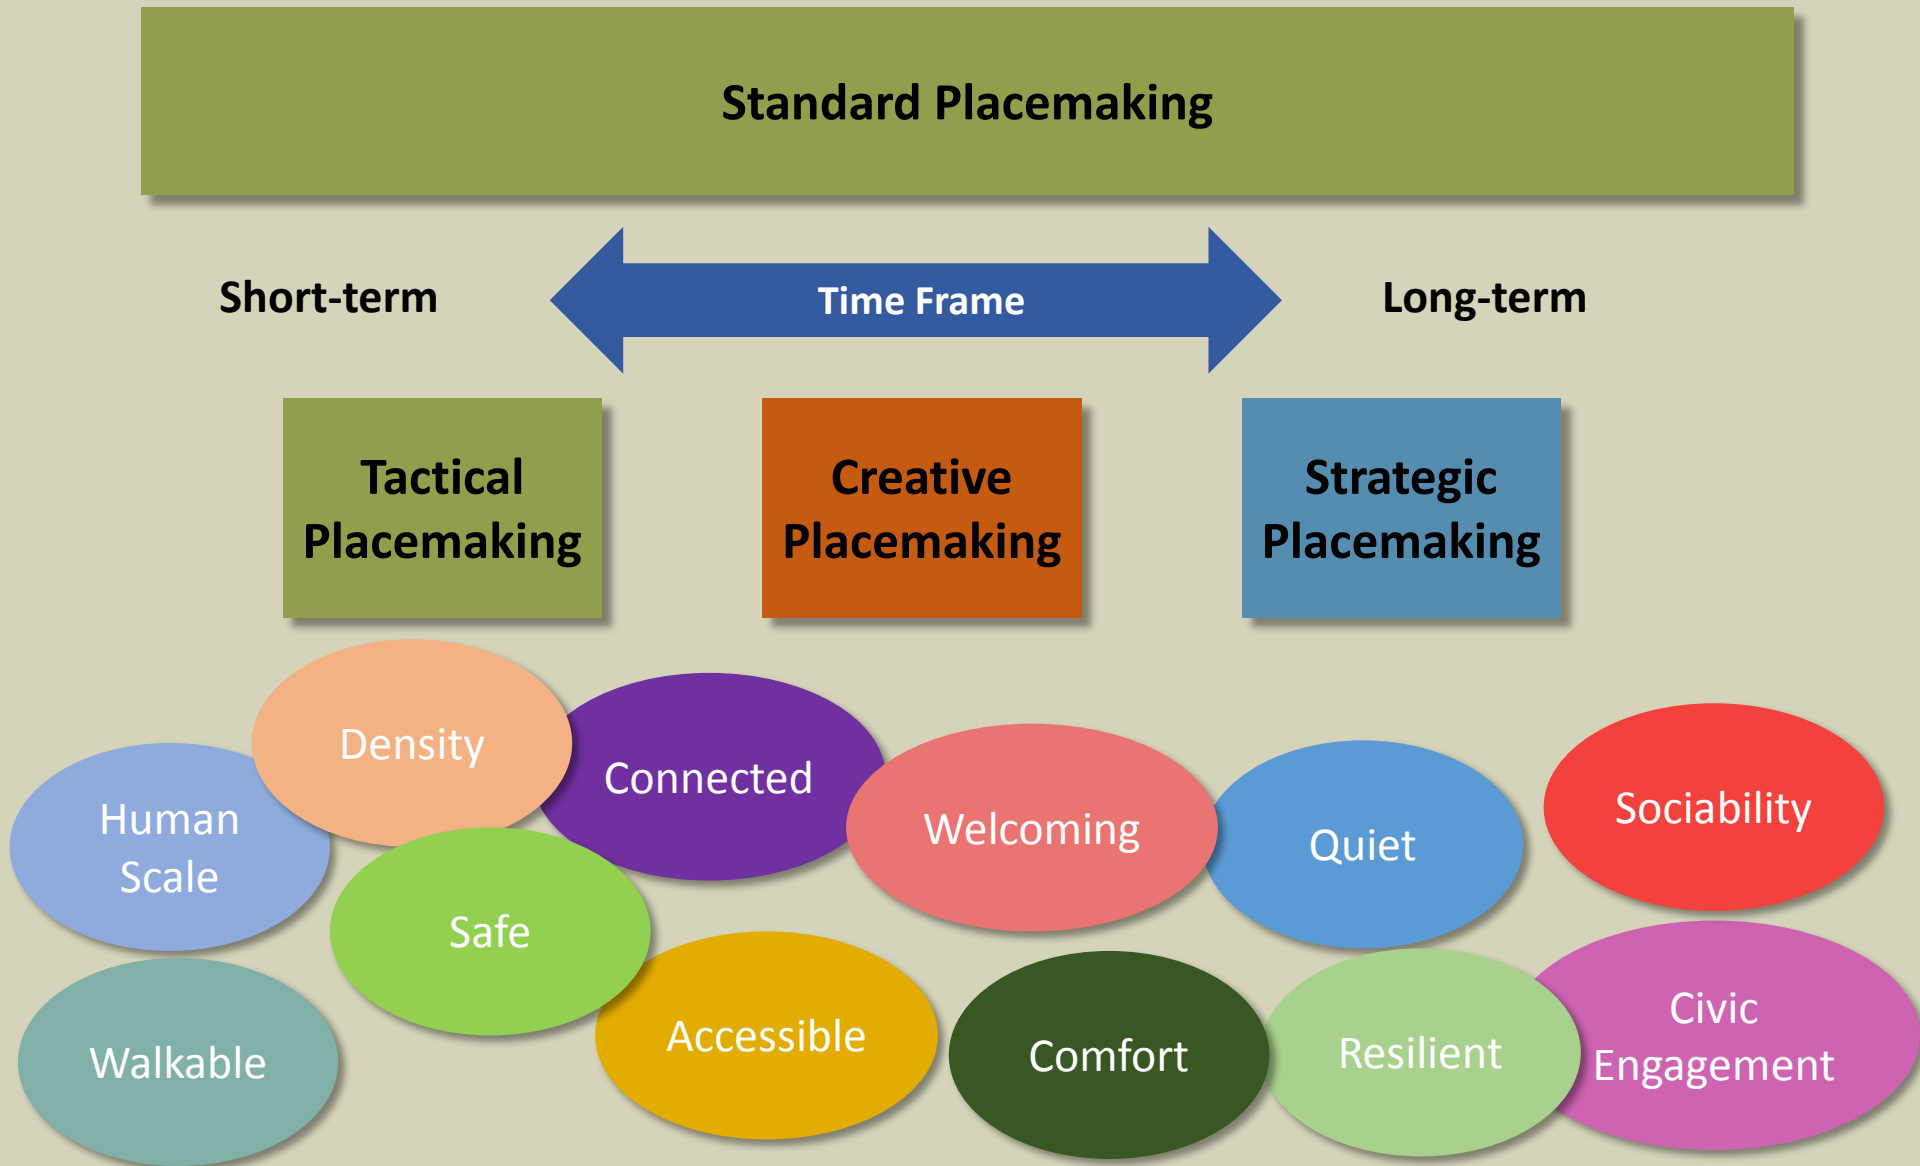 Standard Placemaking
Short-term
Time Frame
Long-term
Tactical
Placemaking
Creative
Placemaking
Strategic
Placemaking
Density
Connected
Human
Scale
Welcoming
Quiet
Sociability
Safe
Walkable
Accessible
Comfort
Resilient
Civic
Engagement